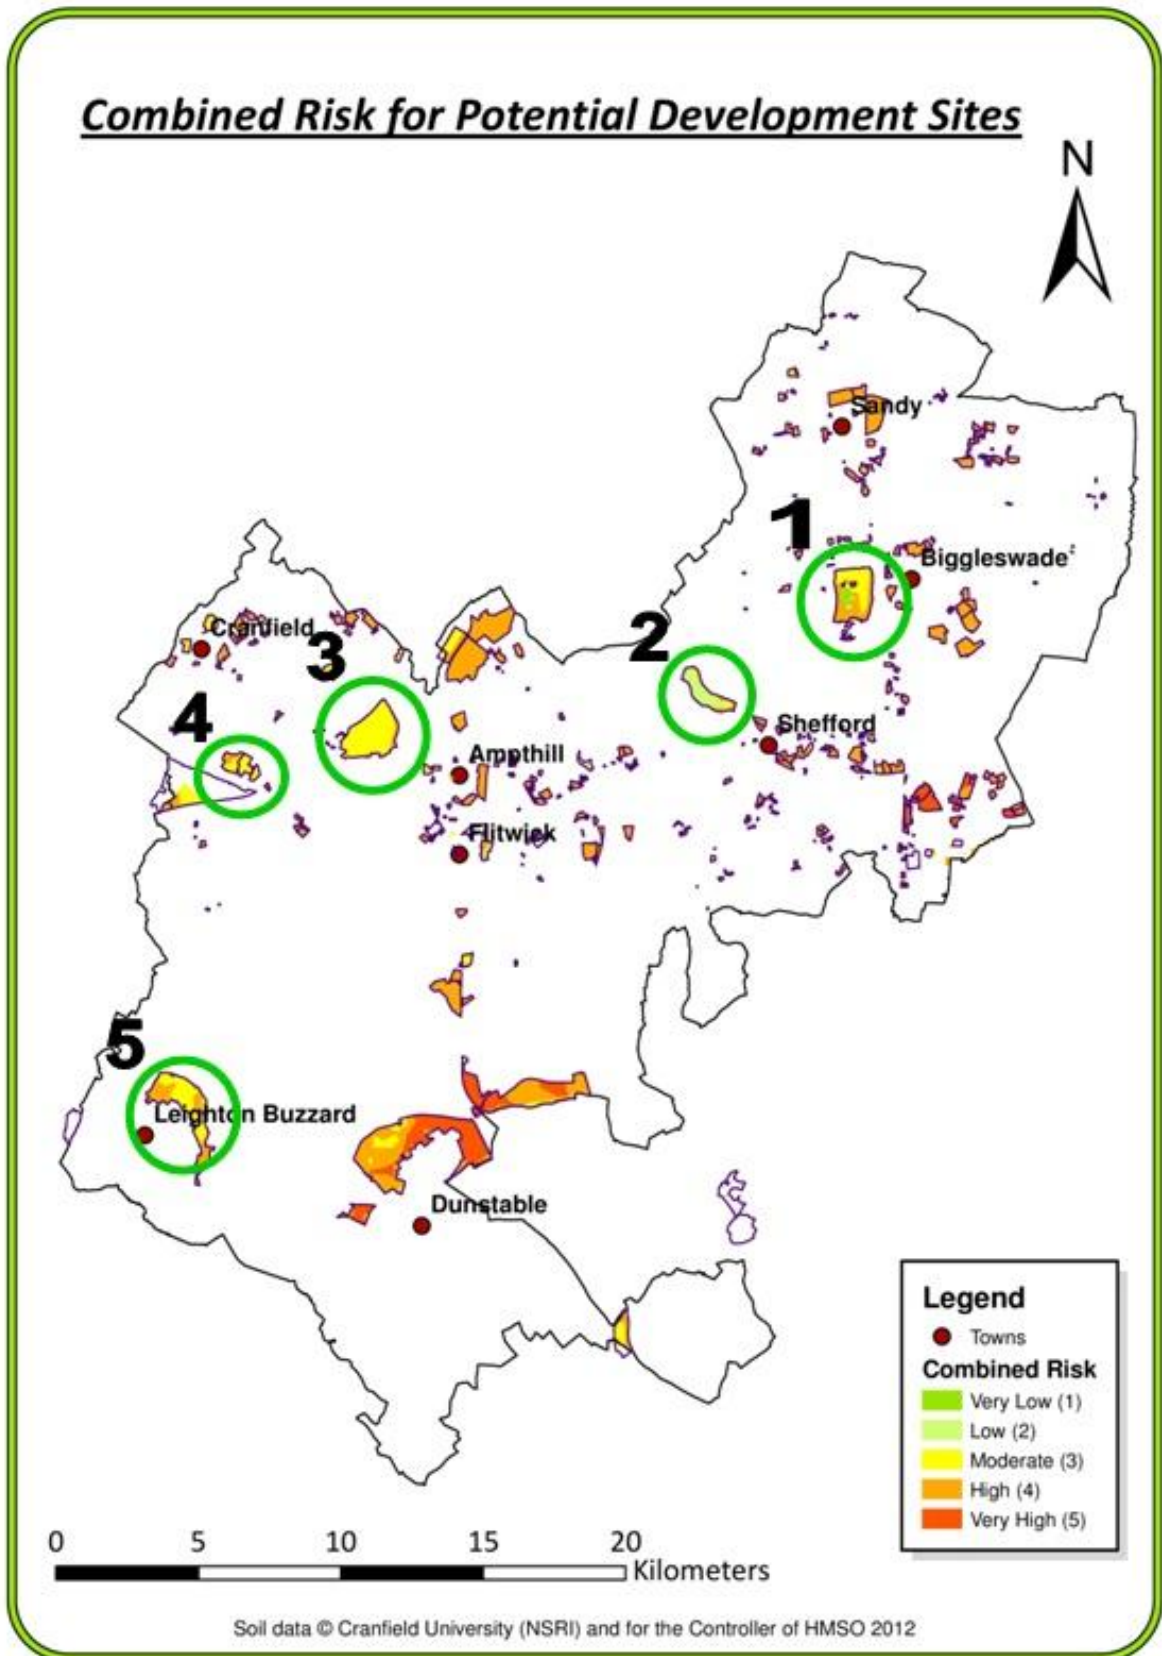 Combined Risk for Potential Development Sites
N
Sandy
1
Biggleswade
Cranfield
3
2
4
Shefford
Ampthill
Flitwick
5
Leighton Buzzard
Dunstable
Legend
Towns
Combined Risk
Very Low (1)
Low (2)
Moderate (3)
High (4)
Very High (5)
0 5 10 15 20
Kilometers
Soil data © Cranfield University (NSRI) and for the Controller of HMSO 2012